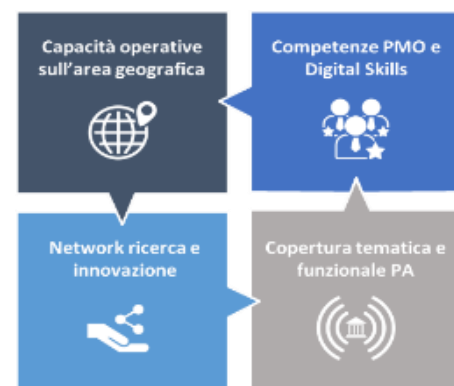 Capacità operative
sull'area geografica
Competenze PMO e
Digital Skills
Network ricerca e
innovazione
Copertura tematica e
funzionale PA